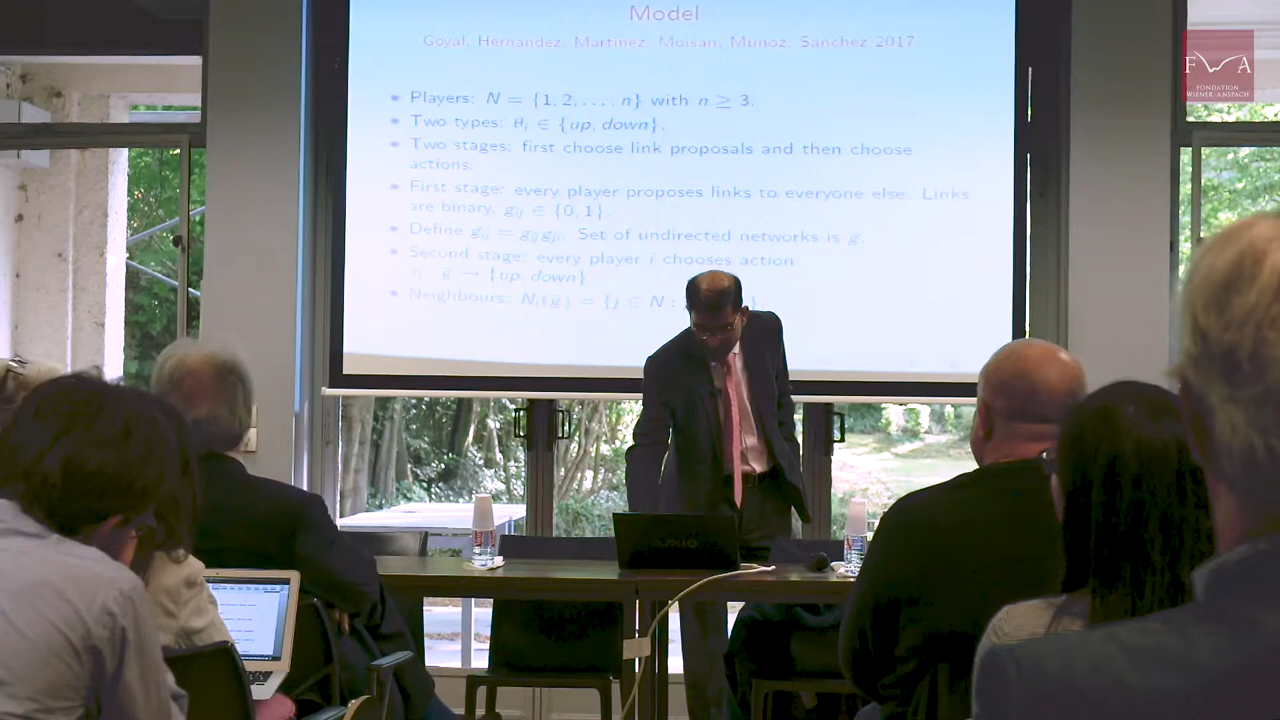 Model
Goyal, Hernandez, Martinez, Moisan, Munoz, Sanchez 2017
F W A
FONDATION
WIENER-ANSPACH
• Players: N = {1, 2, . . . , n} with n ≥ 3.
• Two types: θᵢ ∈ {up, down}.
• Two stages: first choose link proposals and then choose
actions.
• First stage: every player proposes links to everyone else. Links
are binary, gᵢⱼ ∈ {0, 1}.
• Define ḡᵢⱼ = gᵢⱼgⱼᵢ. Set of undirected networks is ḡ.
• Second stage: every player i chooses action
ḡ → {up, down}
• Neighbours: Nᵢ(ḡ) = {j ∈ N :
VAIO